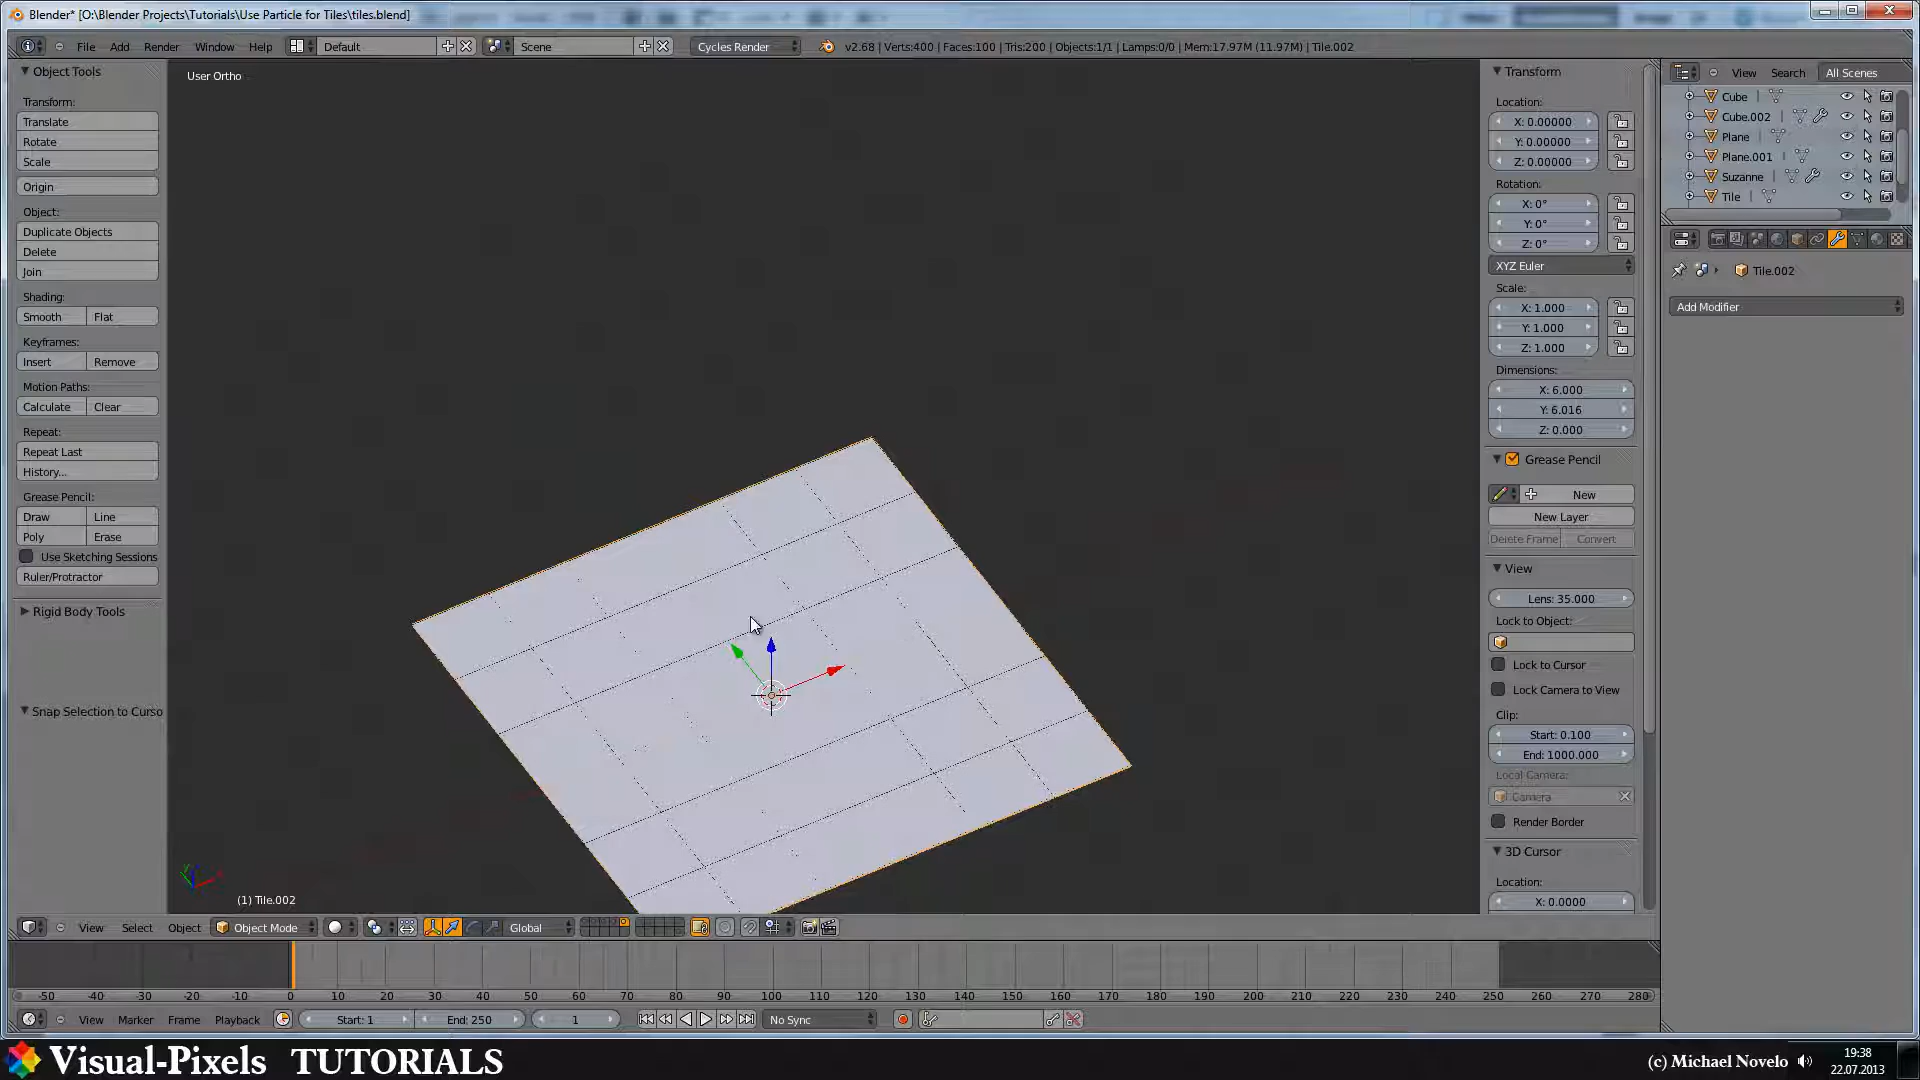 Blender* [O:\Blender Projects\Tutorials\Use Particle for Tiles\tiles.blend]
File Add Render Window Help Default Scene Cycles Render v2.68 | Verts:400 | Faces:100 | Tris:200 | Objects:1/1 | Lamps:0/0 | Mem:17.97M (11.97M) | Tile.002
Object Tools
Transform:
Translate
Rotate
Scale
Origin
Object:
Duplicate Objects
Delete
Join
Shading:
Smooth Flat
Keyframes:
Insert Remove
Motion Paths:
Calculate Clear
Repeat:
Repeat Last
History...
Grease Pencil:
Draw Line
Poly Erase
Use Sketching Sessions
Ruler/Protractor
Rigid Body Tools
Snap Selection to Curso
User Ortho
(1) Tile.002
Transform
Location:
X: 0.00000
Y: 0.00000
Z: 0.00000
Rotation:
X: 0°
Y: 0°
Z: 0°
XYZ Euler
Scale:
X: 1.000
Y: 1.000
Z: 1.000
Dimensions:
X: 6.000
Y: 6.016
Z: 0.000
Grease Pencil
New
New Layer
Delete Frame Convert
View
Lens: 35.000
Lock to Object:
Lock to Cursor
Lock Camera to View
Clip:
Start: 0.100
End: 1000.000
Local Camera:
Camera
Render Border
3D Cursor
Location:
X: 0.0000
View Search All Scenes
Cube
Cube.002
Plane
Plane.001
Suzanne
Tile
Tile.002
Add Modifier
View Select Object Object Mode Global
-50 -40 -30 -20 -10 0 10 20 30 40 50 60 70 80 90 100 110 120 130 140 150 160 170 180 190 200 210 220 230 240 250 260 270 280
View Marker Frame Playback Start: 1 End: 250 1 No Sync
Visual-Pixels TUTORIALS
(c) Michael Novelo
19:38
22.07.2013